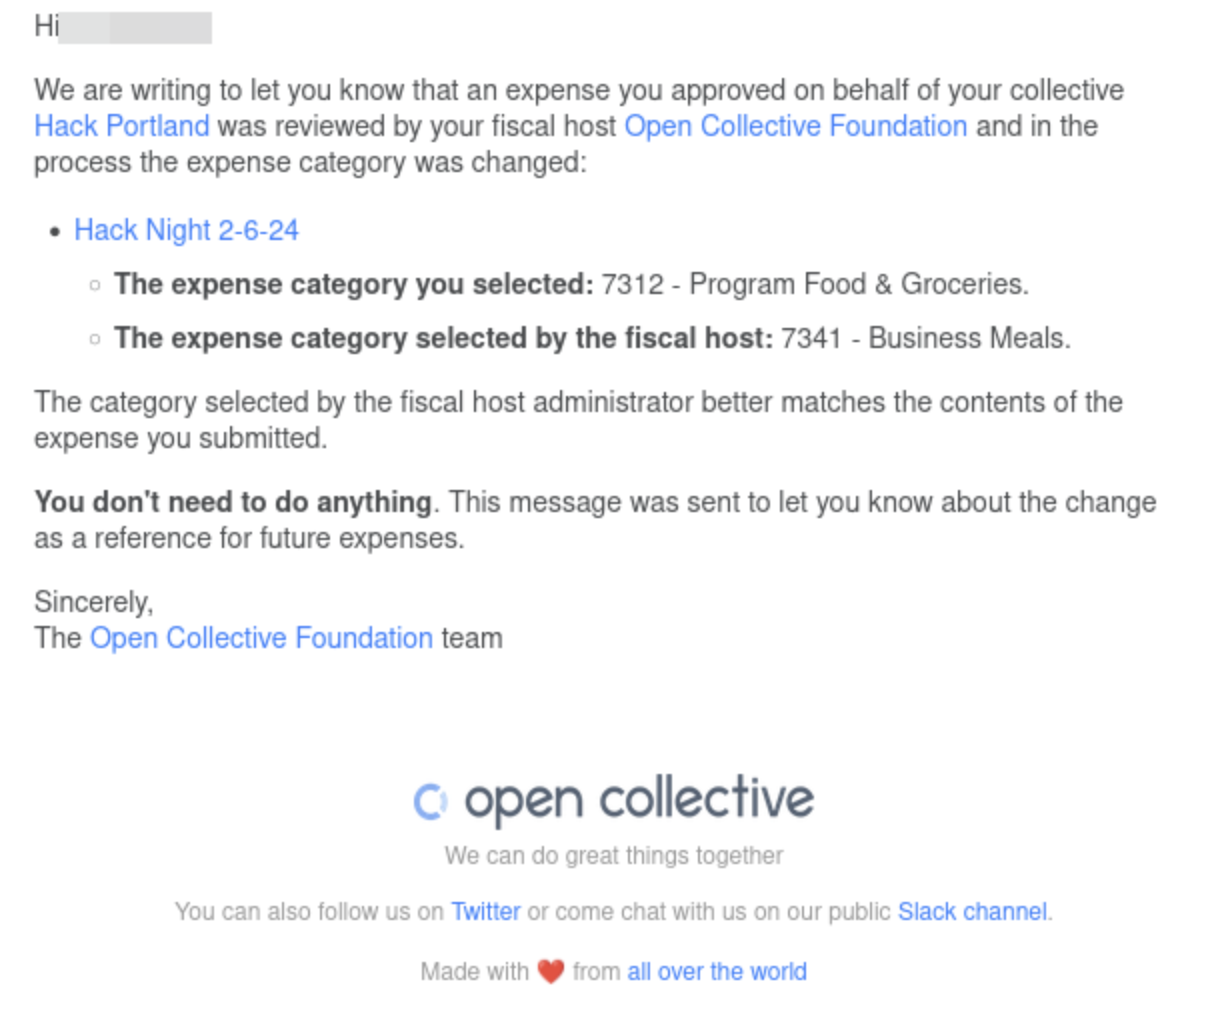 Hi
We are writing to let you know that an expense you approved on behalf of your collective
Hack Portland was reviewed by your fiscal host Open Collective Foundation and in the
process the expense category was changed:
• Hack Night 2-6-24
◦ The expense category you selected: 7312 - Program Food & Groceries.
◦ The expense category selected by the fiscal host: 7341 - Business Meals.
The category selected by the fiscal host administrator better matches the contents of the
expense you submitted.
You don't need to do anything. This message was sent to let you know about the change
as a reference for future expenses.
Sincerely,
The Open Collective Foundation team
open collective
We can do great things together
You can also follow us on Twitter or come chat with us on our public Slack channel.
Made with ❤️ from all over the world